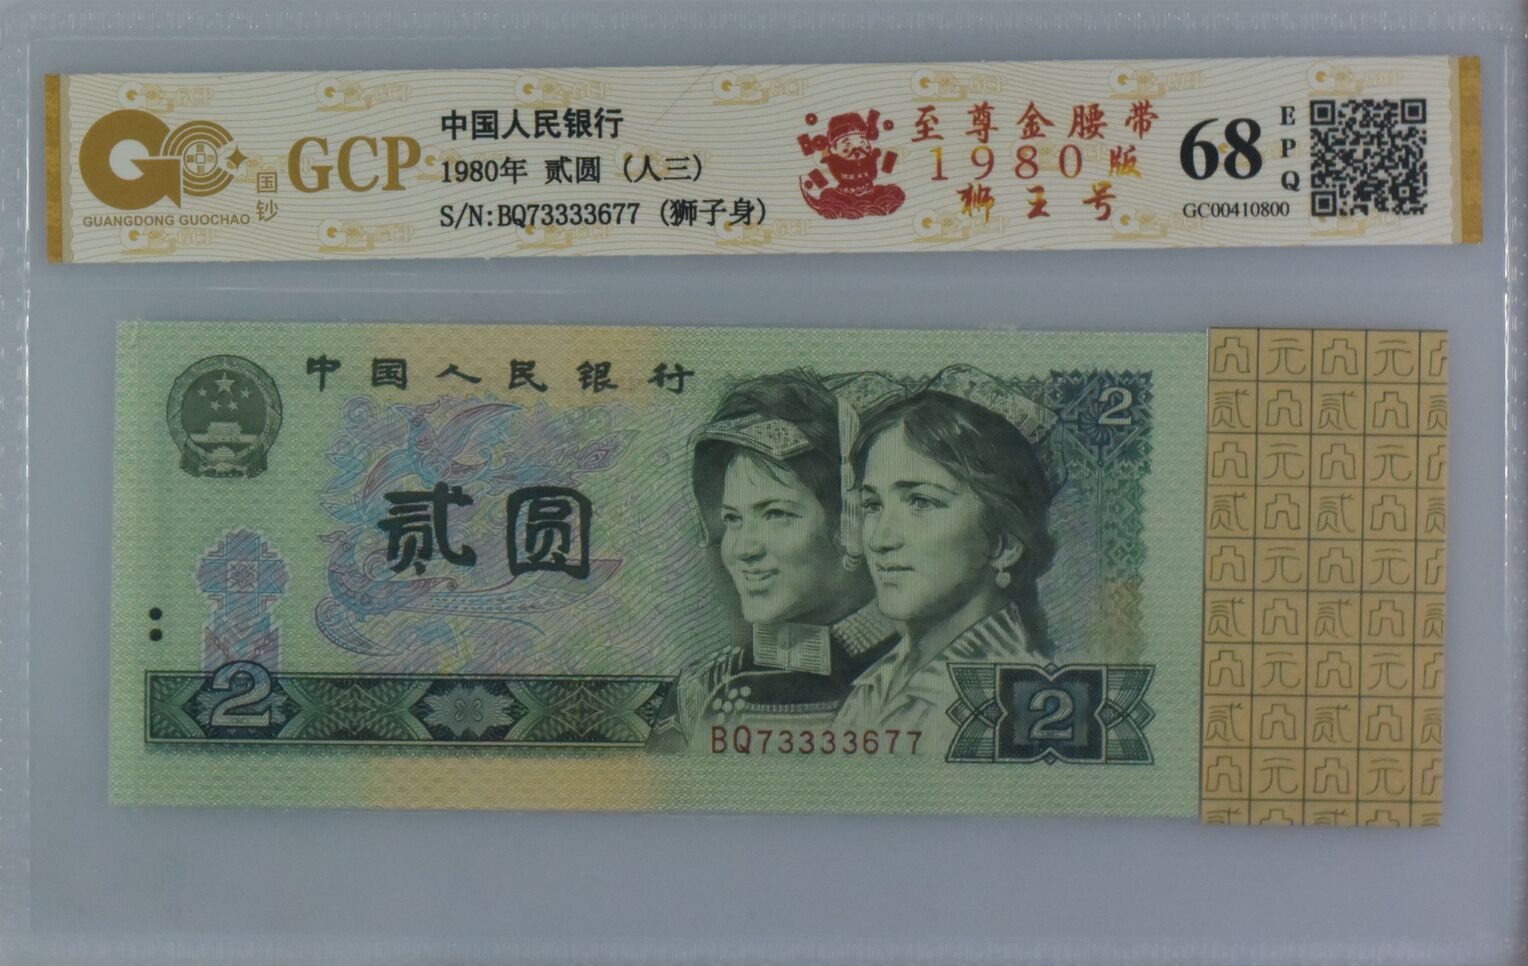 国钞
GUANGDONG GUOCHAO
GCP
中国人民银行
1980年 贰圆 (人三)
S/N:BQ73333677 (狮子身)
至尊金腰带
1980版
狮王号
68
EPQ
GC00410800
中国人民银行
2
贰圆
2
BQ73333677
2